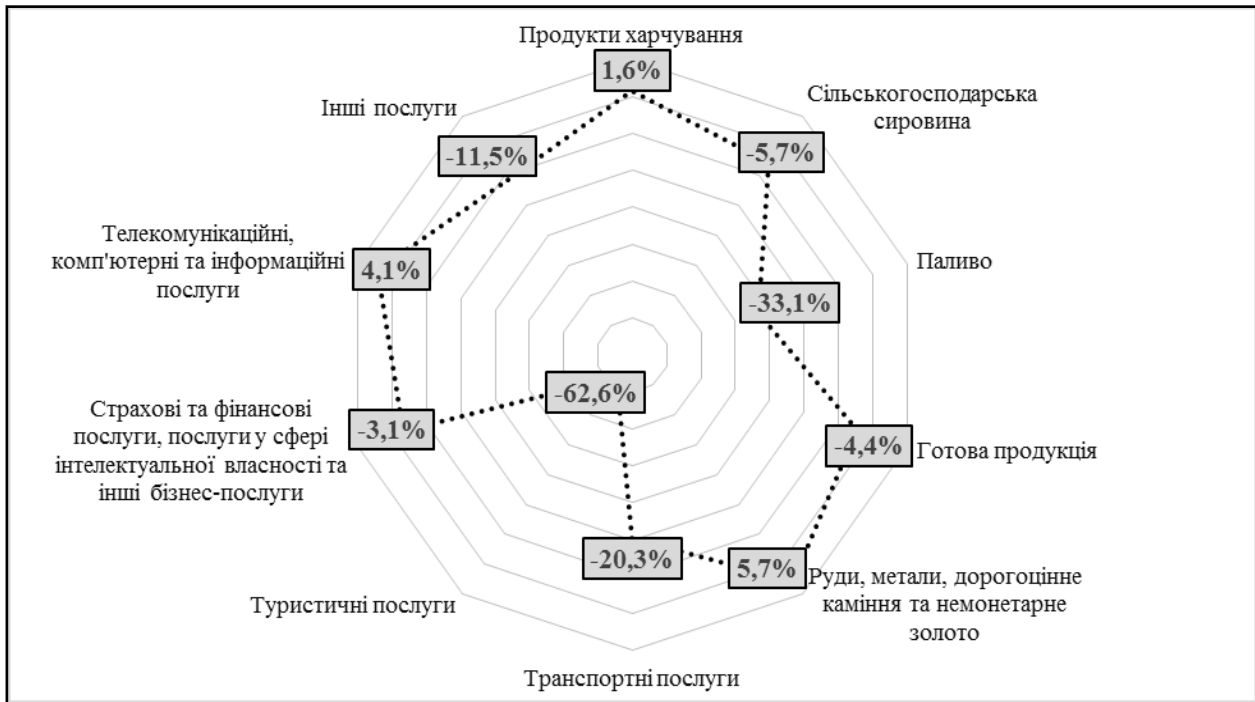 Продукти харчування
1,6%
Сільськогосподарська
сировина
-5,7%
Паливо
-33,1%
Готова продукція
-4,4%
Руди, метали, дорогоцінне
каміння та немонетарне
золото
5,7%
Транспортні послуги
-20,3%
Туристичні послуги
-62,6%
Страхові та фінансові
послуги, послуги у сфері
інтелектуальної власності та
інші бізнес-послуги
-3,1%
Телекомунікаційні,
комп'ютерні та інформаційні
послуги
4,1%
Інші послуги
-11,5%